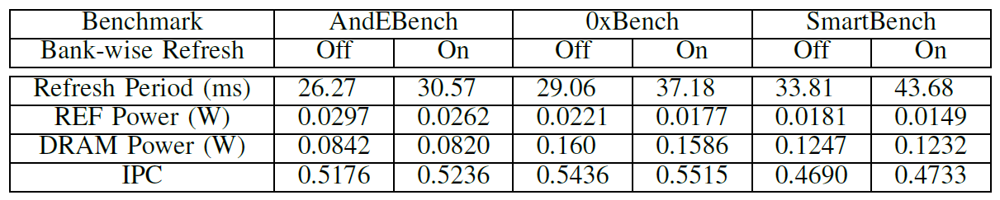 Benchmark AndEBench 0xBench SmartBench
Bank-wise Refresh Off On Off On Off On
Refresh Period (ms) 26.27 30.57 29.06 37.18 33.81 43.68
REF Power (W) 0.0297 0.0262 0.0221 0.0177 0.0181 0.0149
DRAM Power (W) 0.0842 0.0820 0.160 0.1586 0.1247 0.1232
IPC 0.5176 0.5236 0.5436 0.5515 0.4690 0.4733